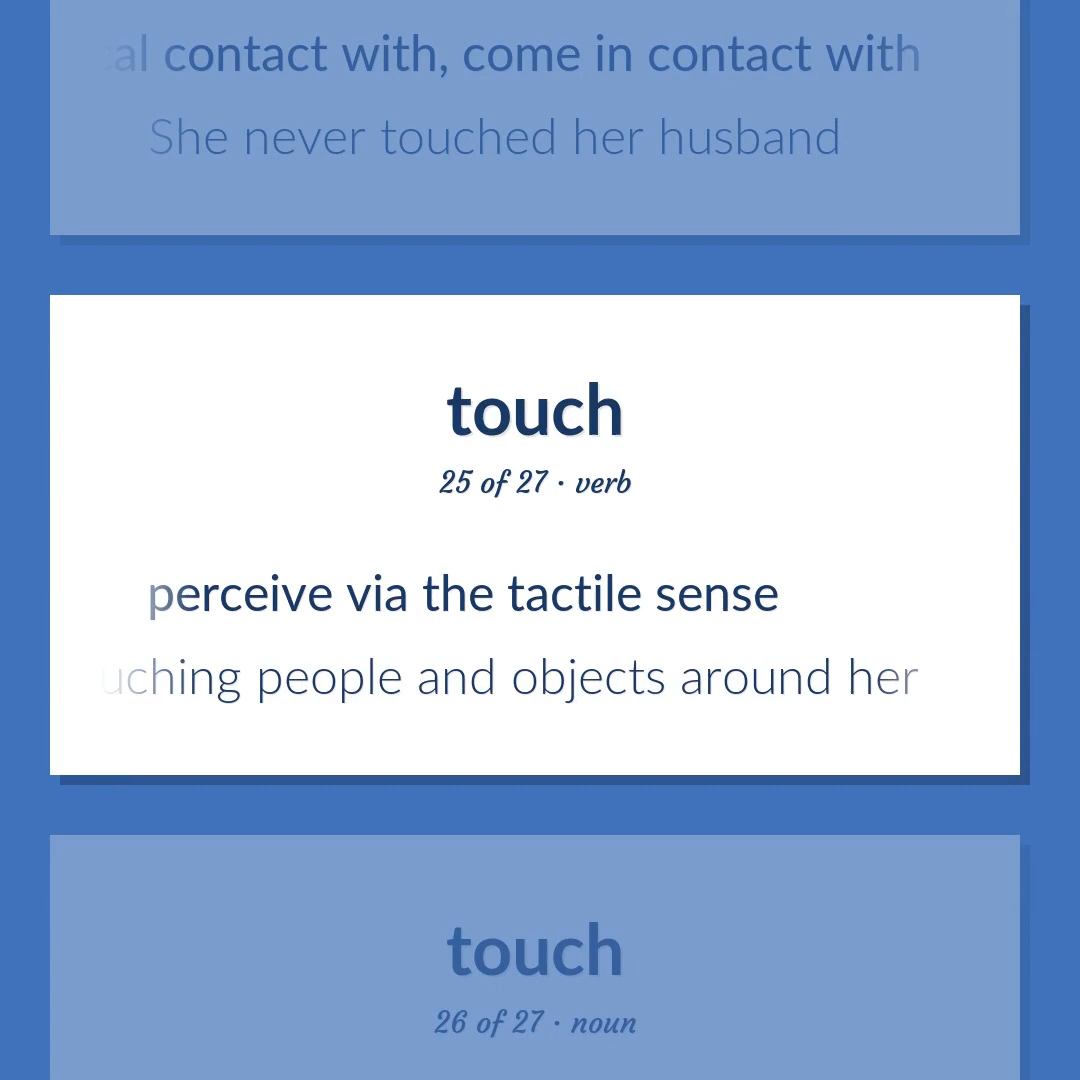 contact with, come in contact with
She never touched her husband
touch
25 of 27 · verb
perceive via the tactile sense
people and objects around her
touch
26 of 27 · noun